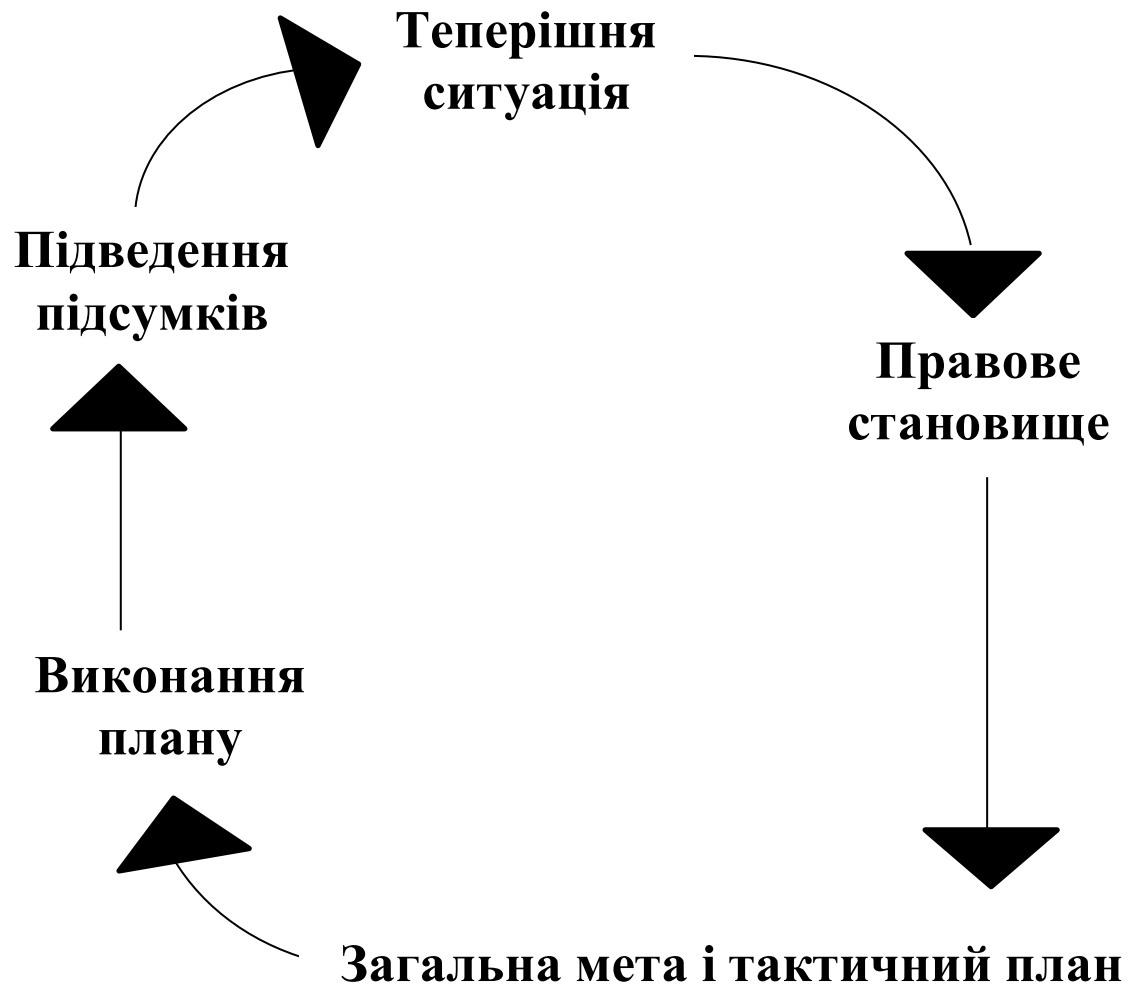 Теперішня
ситуація
Підведення
підсумків
Правове
становище
Виконання
плану
Загальна мета і тактичний план